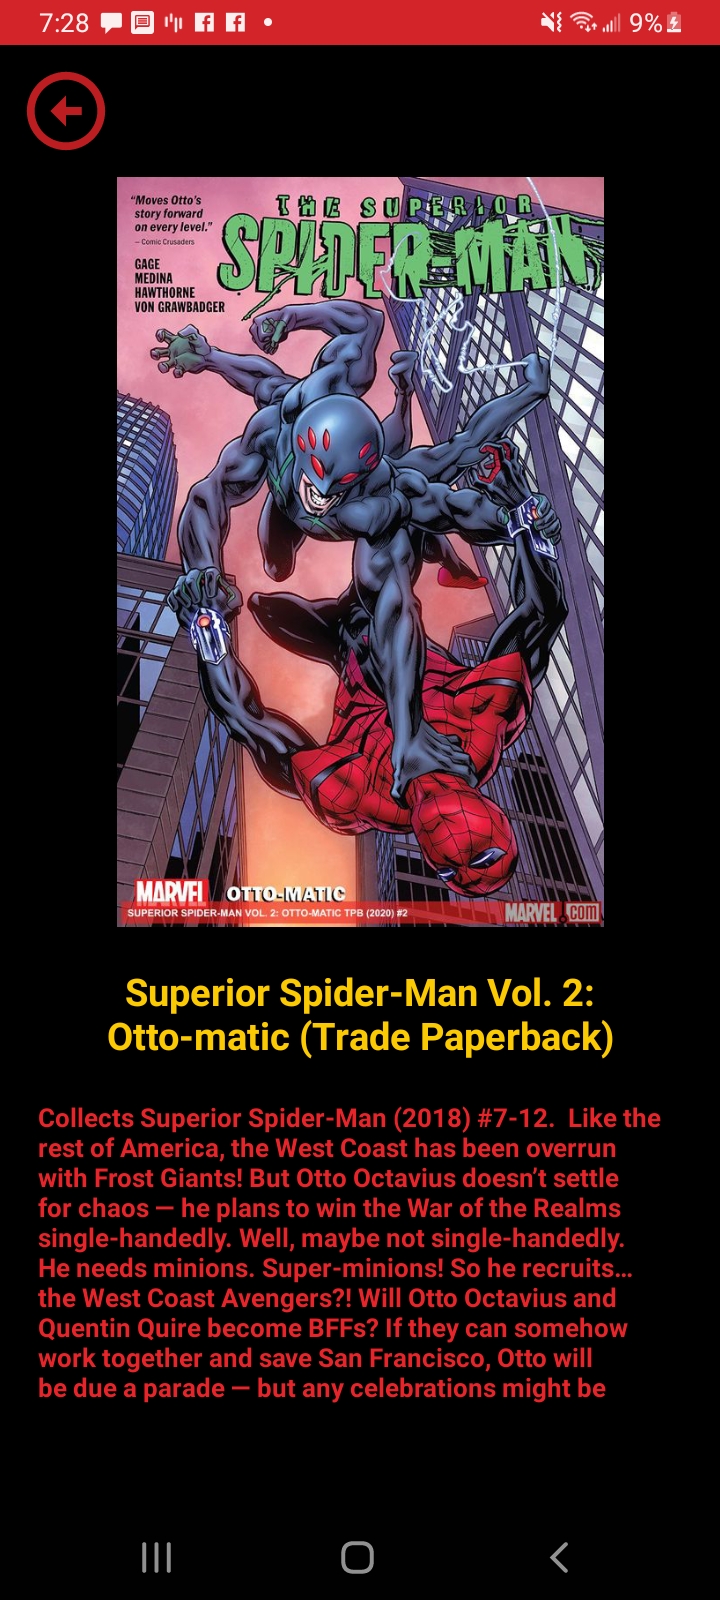 7:28
9%
“Moves Otto’s
story forward
on every level.”
– Comic Crusaders
THE SUPERIOR
SPIDER-MAN
GAGE
MEDINA
HAWTHORNE
VON GRAWBADGER
MARVEL OTTO-MATIC
SUPERIOR SPIDER-MAN VOL. 2: OTTO-MATIC TPB (2020) #2
MARVEL.com
Superior Spider-Man Vol. 2:
Otto-matic (Trade Paperback)
Collects Superior Spider-Man (2018) #7-12.  Like the
rest of America, the West Coast has been overrun
with Frost Giants! But Otto Octavius doesn’t settle
for chaos — he plans to win the War of the Realms
single-handedly. Well, maybe not single-handedly.
He needs minions. Super-minions! So he recruits…
the West Coast Avengers?! Will Otto Octavius and
Quentin Quire become BFFs? If they can somehow
work together and save San Francisco, Otto will
be due a parade — but any celebrations might be